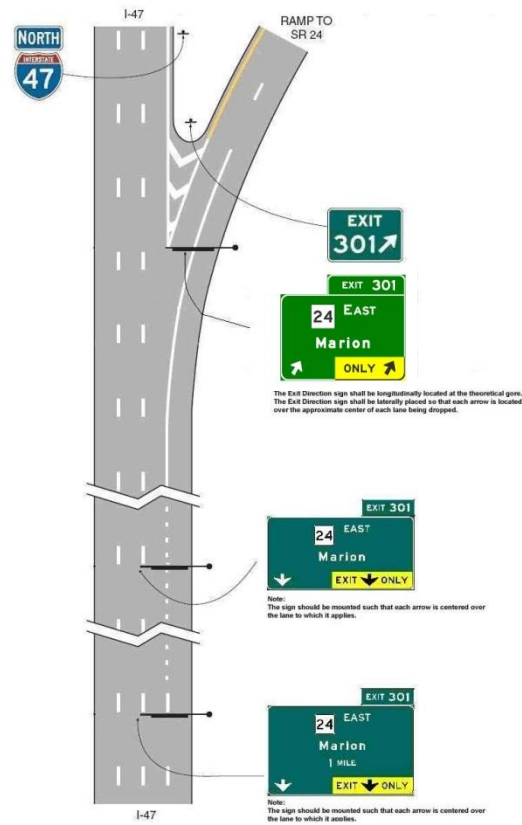 I-47
RAMP TO
SR 24
NORTH
INTERSTATE
47
EXIT
301
EXIT 301
24 EAST
Marion
ONLY
The Exit Direction sign shall be longitudinally located at the theoretical gore.
The Exit Direction sign shall be laterally placed so that each arrow is located
over the approximate center of each lane being dropped.
EXIT 301
24 EAST
Marion
EXIT ONLY
Note:
The sign should be mounted such that each arrow is centered over
the lane to which it applies.
EXIT 301
24 EAST
Marion
1 MILE
EXIT ONLY
Note:
The sign should be mounted such that each arrow is centered over
the lane to which it applies.
I-47